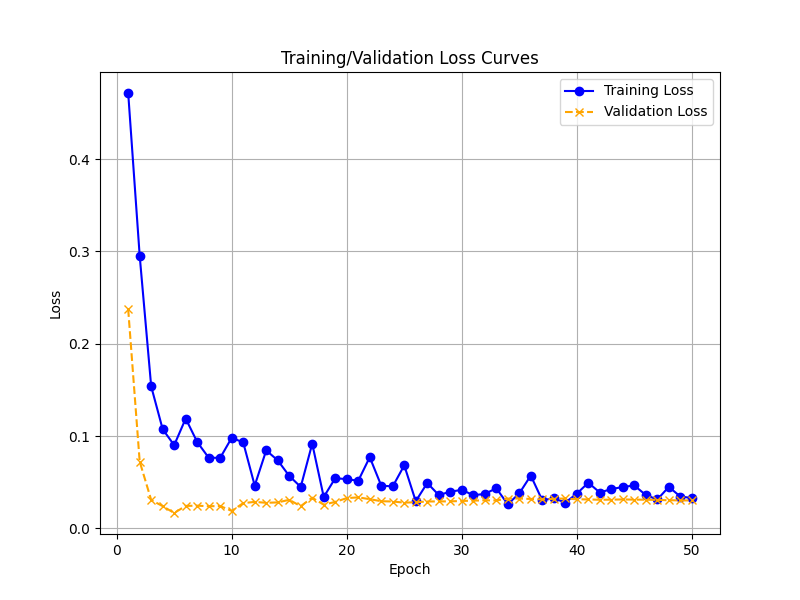 Training/Validation Loss Curves
Training Loss
Validation Loss
0.4
0.3
0.2
0.1
0.0
Loss
0 10 20 30 40 50
Epoch